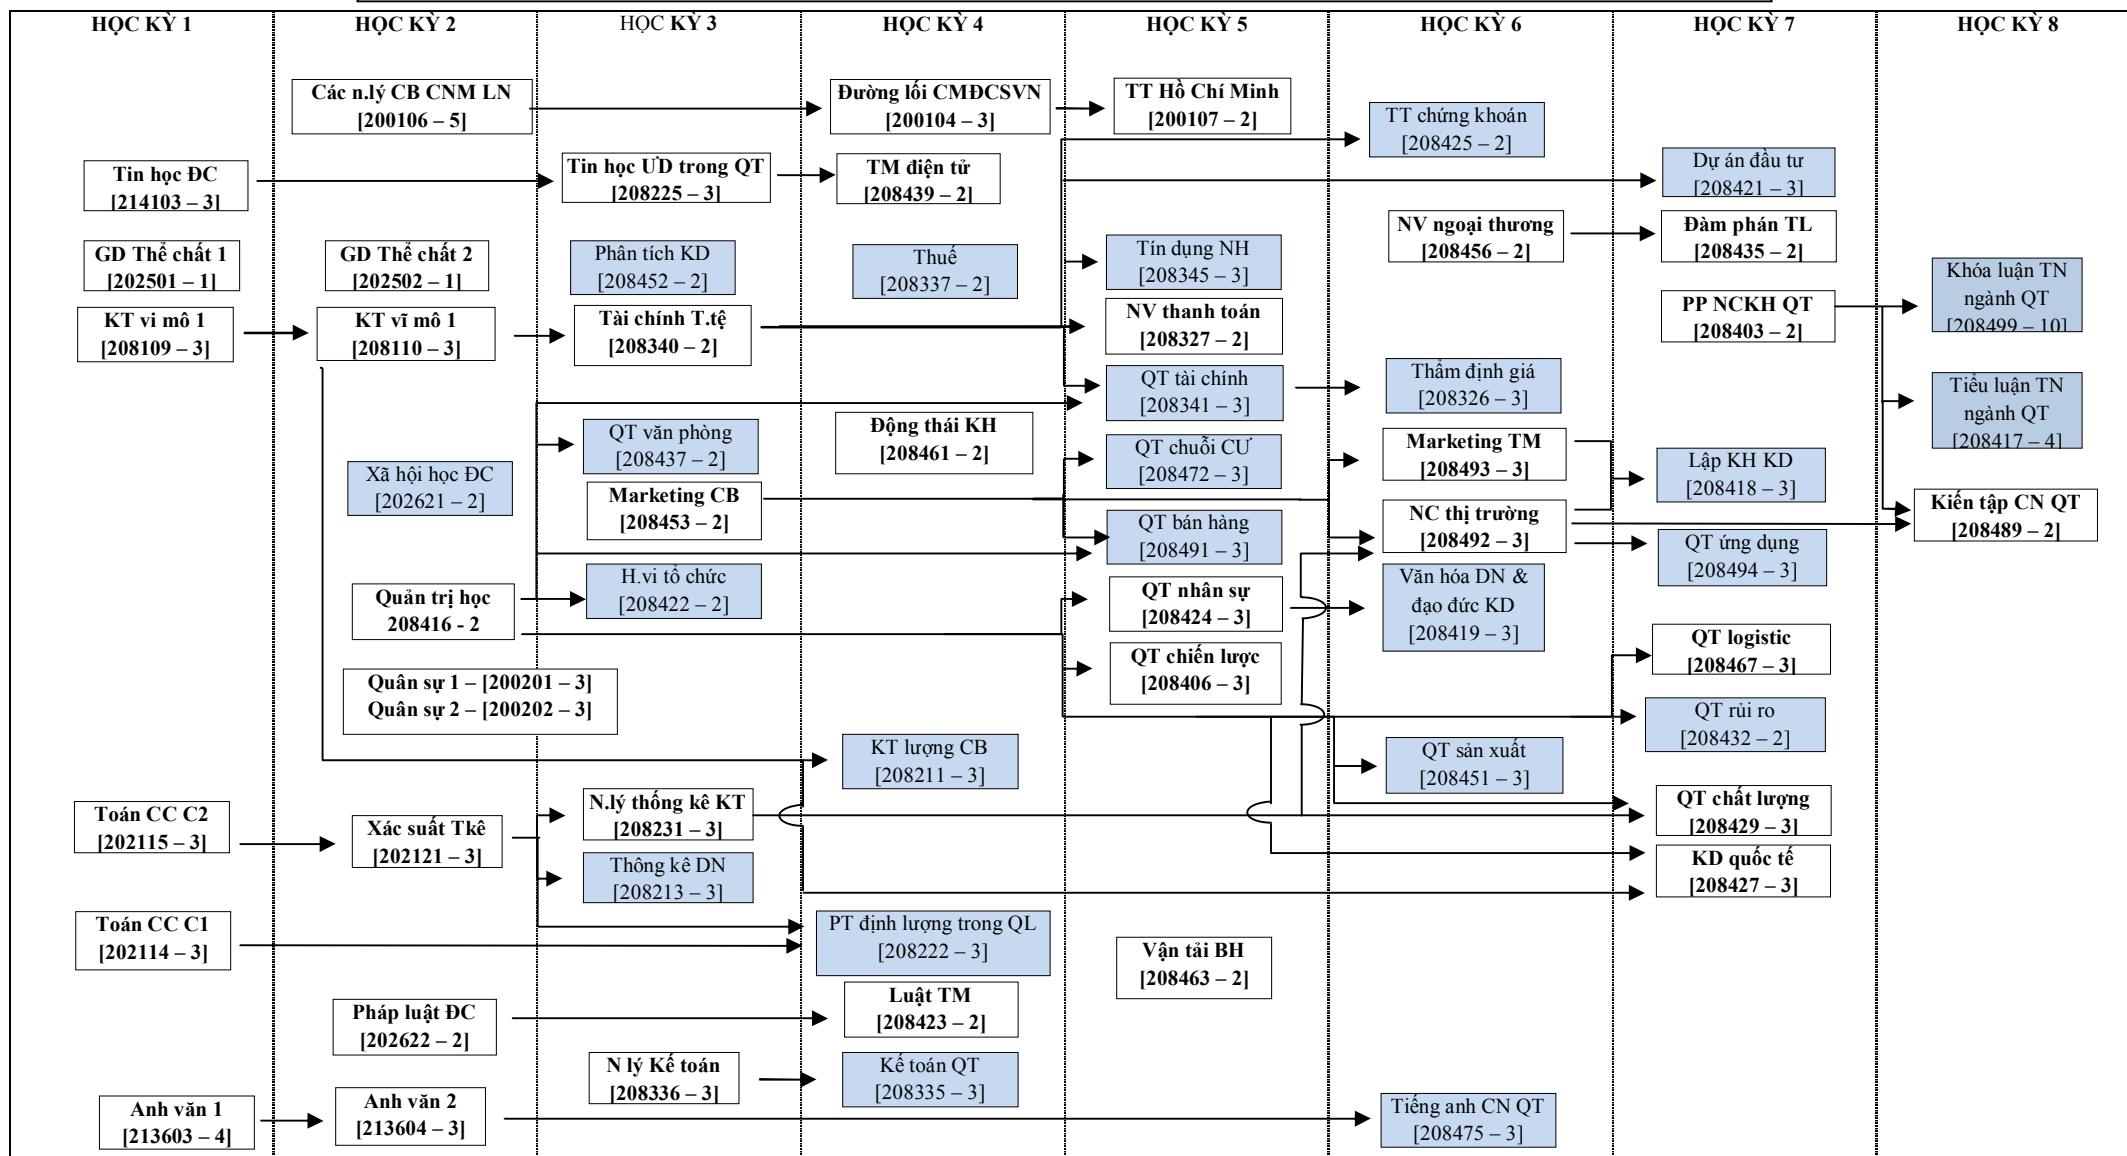 HỌC KỲ 1
HỌC KỲ 2
HỌC KỲ 3
HỌC KỲ 4
HỌC KỲ 5
HỌC KỲ 6
HỌC KỲ 7
HỌC KỲ 8
Tin học ĐC
[214103 – 3]
GD Thể chất 1
[202501 – 1]
KT vi mô 1
[208109 – 3]
Toán CC C2
[202115 – 3]
Toán CC C1
[202114 – 3]
Anh văn 1
[213603 – 4]
Các n.lý CB CNM LN
[200106 – 5]
GD Thể chất 2
[202502 – 1]
KT vĩ mô 1
[208110 – 3]
Xã hội học ĐC
[202621 – 2]
Quản trị học
208416 - 2
Quân sự 1 – [200201 – 3]
Quân sự 2 – [200202 – 3]
Xác suất Tkê
[202121 – 3]
Pháp luật ĐC
[202622 – 2]
Anh văn 2
[213604 – 3]
Tin học ƯD trong QT
[208225 – 3]
Phân tích KD
[208452 – 2]
Tài chính T.tệ
[208340 – 2]
QT văn phòng
[208437 – 2]
Marketing CB
[208453 – 2]
H.vi tổ chức
[208422 – 2]
N.lý thống kê KT
[208231 – 3]
Thông kê DN
[208213 – 3]
N lý Kế toán
[208336 – 3]
Đường lối CMĐCSVN
[200104 – 3]
TM điện tử
[208439 – 2]
Thuế
[208337 – 2]
Động thái KH
[208461 – 2]
KT lượng CB
[208211 – 3]
PT định lượng trong QL
[208222 – 3]
Luật TM
[208423 – 2]
Kế toán QT
[208335 – 3]
TT Hồ Chí Minh
[200107 – 2]
Tín dụng NH
[208345 – 3]
NV thanh toán
[208327 – 2]
QT tài chính
[208341 – 3]
QT chuỗi CƯ
[208472 – 3]
QT bán hàng
[208491 – 3]
QT nhân sự
[208424 – 3]
QT chiến lược
[208406 – 3]
Vận tải BH
[208463 – 2]
TT chứng khoán
[208425 – 2]
NV ngoại thương
[208456 – 2]
Thẩm định giá
[208326 – 3]
Marketing TM
[208493 – 3]
NC thị trường
[208492 – 3]
Văn hóa DN &
đạo đức KD
[208419 – 3]
QT sản xuất
[208451 – 3]
Tiếng anh CN QT
[208475 – 3]
Dự án đầu tư
[208421 – 3]
Đàm phán TL
[208435 – 2]
PP NCKH QT
[208403 – 2]
Lập KH KD
[208418 – 3]
QT ứng dụng
[208494 – 3]
QT logistic
[208467 – 3]
QT rủi ro
[208432 – 2]
QT chất lượng
[208429 – 3]
KD quốc tế
[208427 – 3]
Khóa luận TN
ngành QT
[208499 – 10]
Tiểu luận TN
ngành QT
[208417 – 4]
Kiến tập CN QT
[208489 – 2]